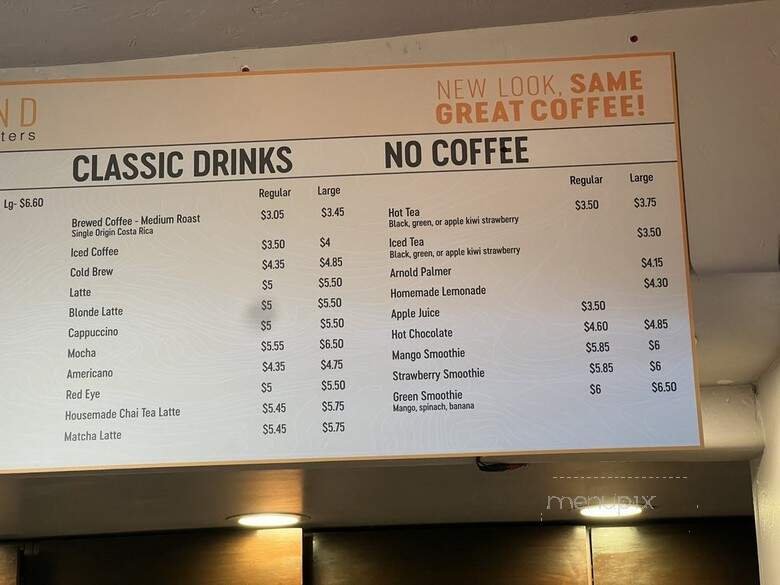 ND
ters
NEW LOOK, SAME
GREAT COFFEE!
Lg- $6.60
CLASSIC DRINKS
Regular Large
Brewed Coffee - Medium Roast $3.05 $3.45
Single Origin Costa Rica
Iced Coffee $3.50 $4
Cold Brew $4.35 $4.85
Latte $5 $5.50
Blonde Latte $5 $5.50
Cappuccino $5 $5.50
Mocha $5.55 $6.50
Americano $4.35 $4.75
Red Eye $5 $5.50
Housemade Chai Tea Latte $5.45 $5.75
Matcha Latte $5.45 $5.75
NO COFFEE
Regular Large
Hot Tea $3.50 $3.75
Black, green, or apple kiwi strawberry
Iced Tea $3.50
Black, green, or apple kiwi strawberry
Arnold Palmer $4.15
Homemade Lemonade $4.30
Apple Juice $3.50
Hot Chocolate $4.60 $4.85
Mango Smoothie $5.85 $6
Strawberry Smoothie $5.85 $6
Green Smoothie $6 $6.50
Mango, spinach, banana
menupix